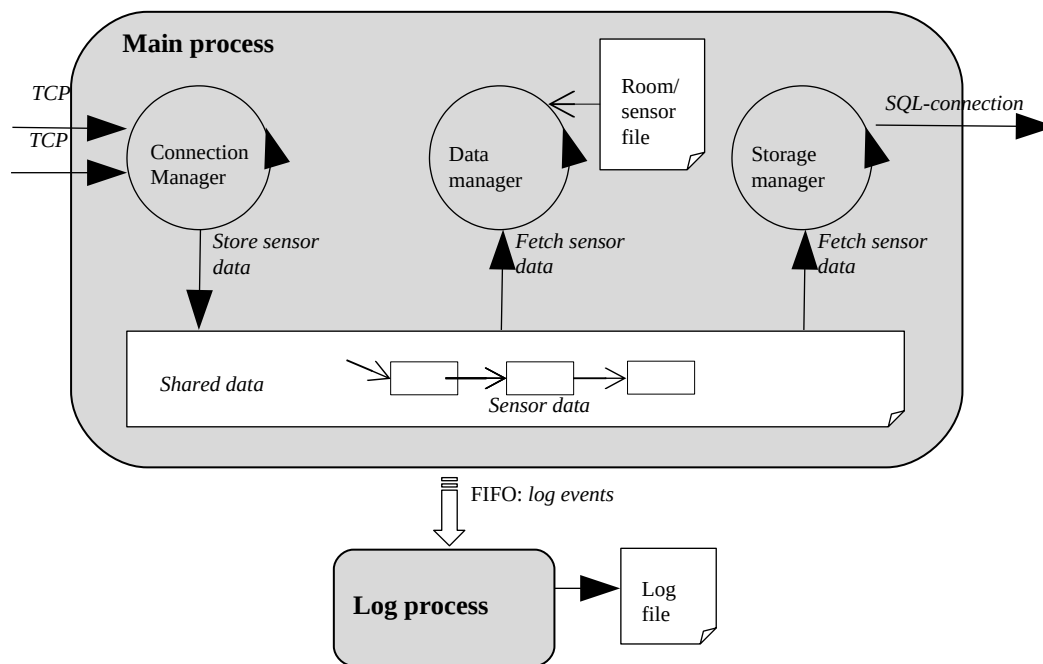 Main process
TCP
TCP
Connection
Manager
Data
manager
Room/
sensor
file
Storage
manager
SQL-connection
Store sensor
data
Fetch sensor
data
Fetch sensor
data
Shared data
Sensor data
FIFO: log events
Log process
Log
file